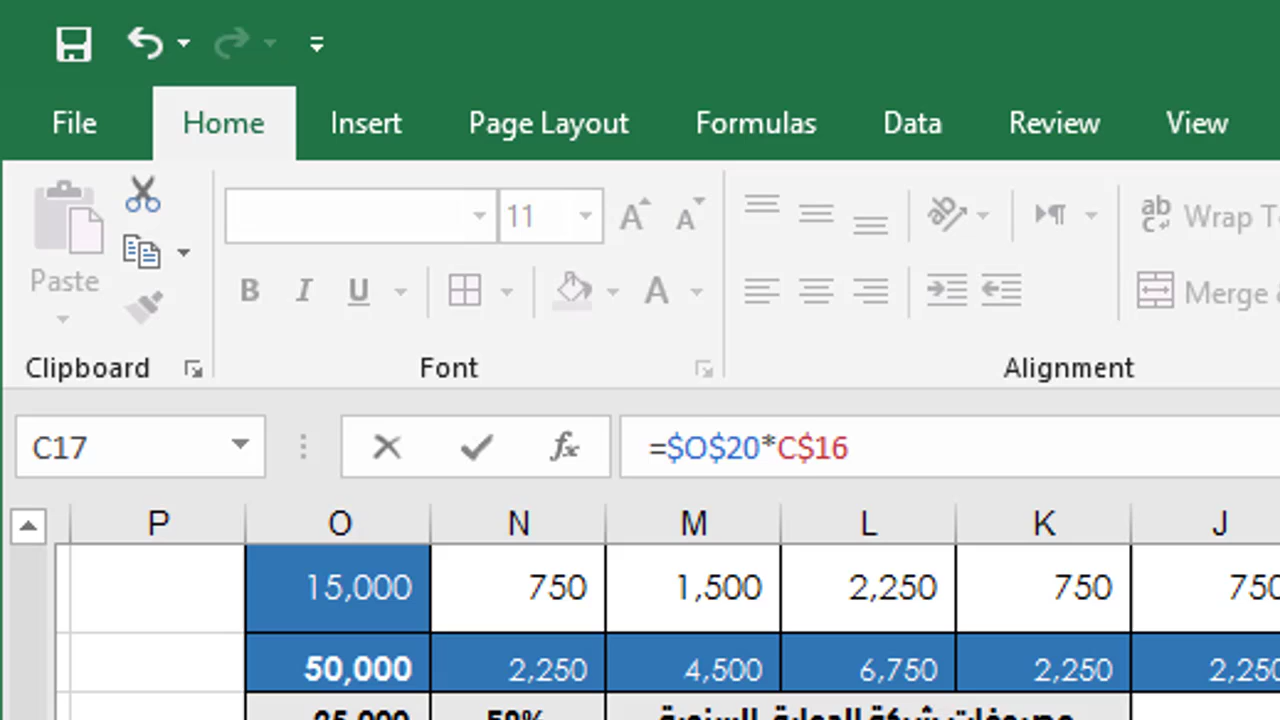 File Home Insert Page Layout Formulas Data Review View
11 A A ab Wrap T
Paste B I U A Merge &
Clipboard Font Alignment
C17 fx =$O$20*C$16
P O N M L K J
15,000 750 1,500 2,250 750 750
50,000 2,250 4,500 6,750 2,250 2,250
50%